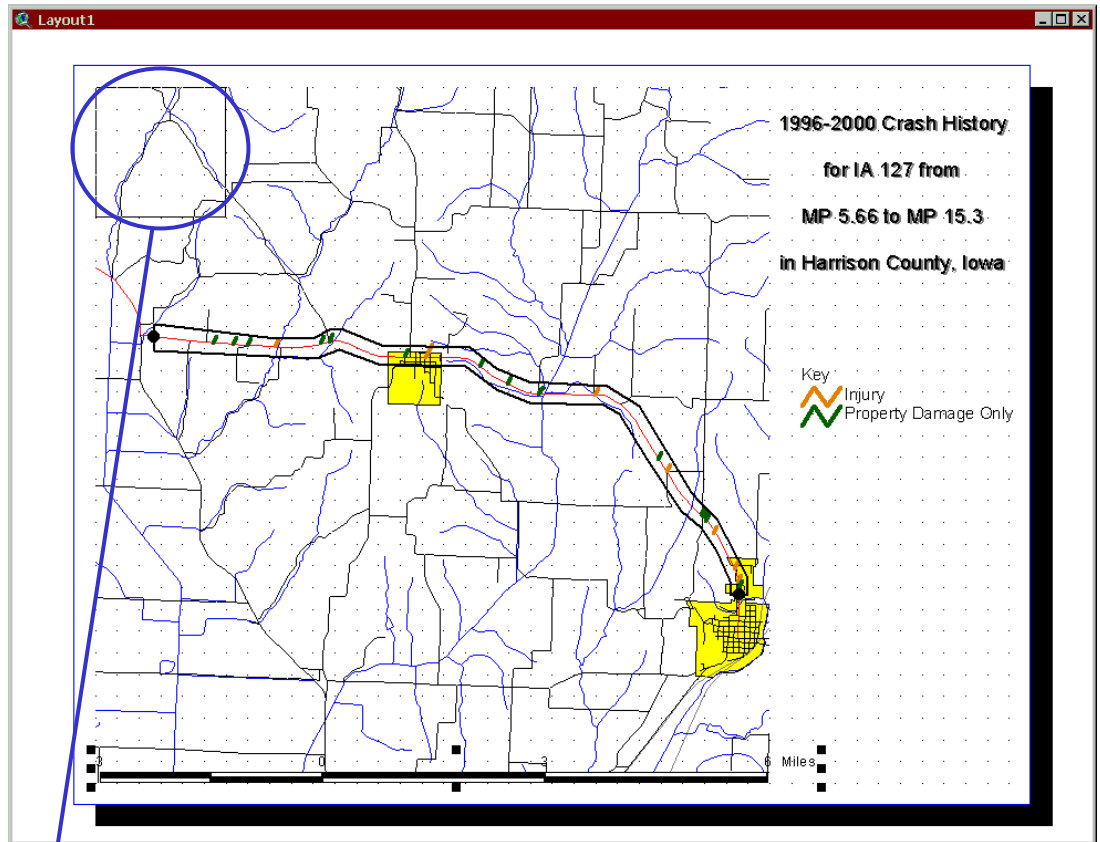 Layout1
1996-2000 Crash History
for IA 127 from
MP 5.66 to MP 15.3
in Harrison County, Iowa
Key
Injury
Property Damage Only
3 0 3 6 Miles